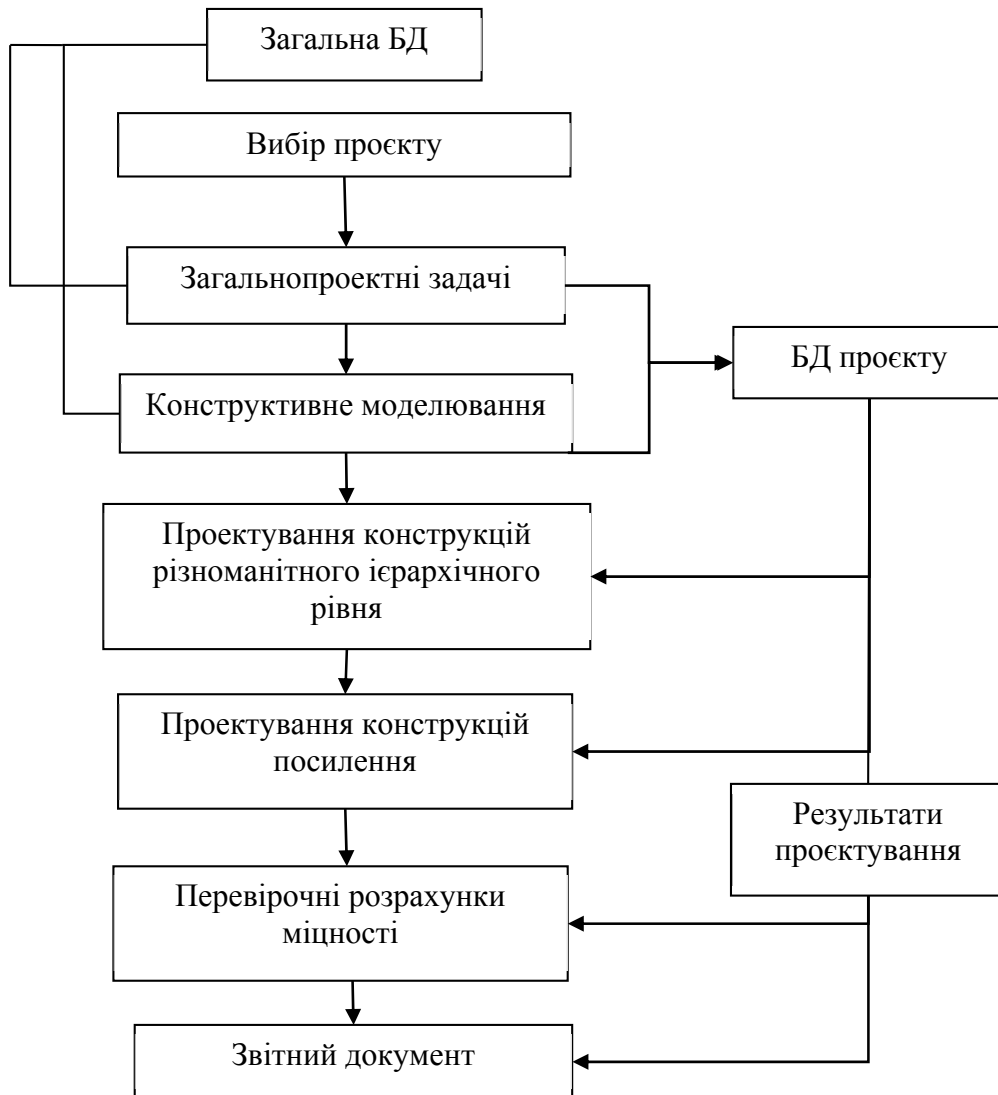 Загальна БД
Вибір проєкту
Загальнопроектні задачі
БД проєкту
Конструктивне моделювання
Проектування конструкцій
різноманітного ієрархічного
рівня
Проектування конструкцій
посилення
Результати
проєктування
Перевірочні розрахунки
міцності
Звітний документ